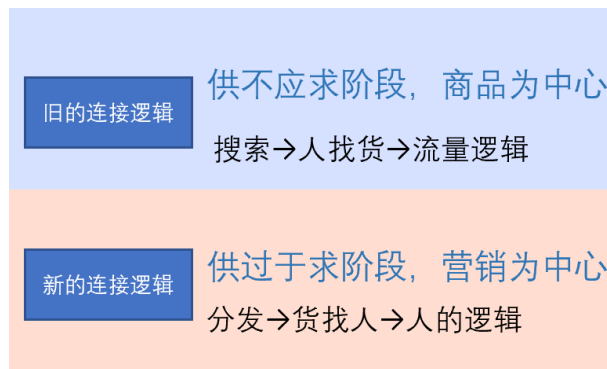 旧的连接逻辑
供不应求阶段，商品为中心
搜索→人找货→流量逻辑
新的连接逻辑
供过于求阶段，营销为中心
分发→货找人→人的逻辑